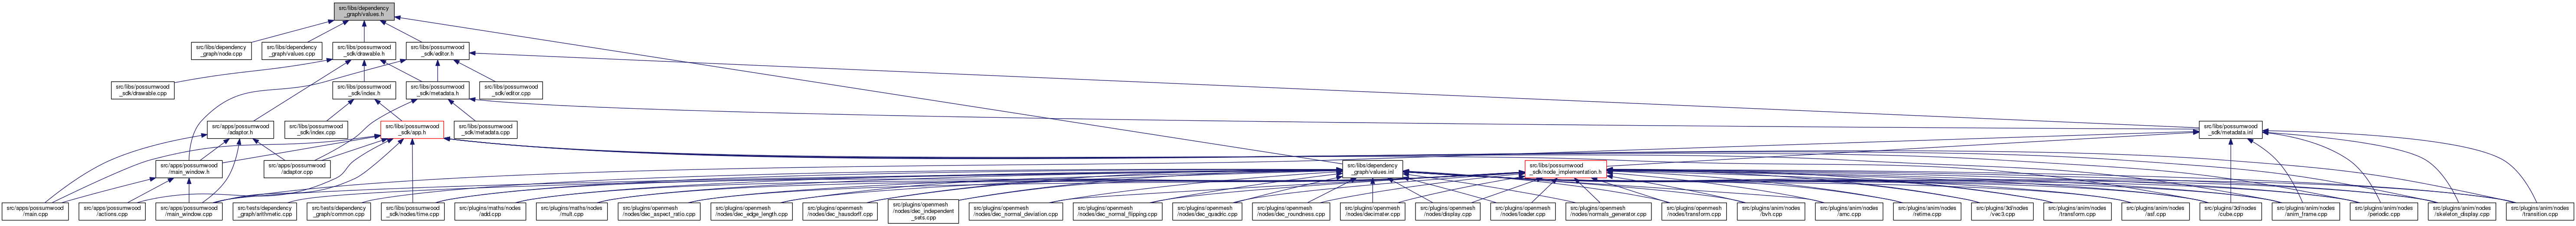 src/libs/dependency
_graph/values.h
src/libs/dependency
_graph/node.cpp
src/libs/dependency
_graph/values.cpp
src/libs/possumwood
_sdk/drawable.h
src/libs/possumwood
_sdk/editor.h
src/libs/possumwood
_sdk/drawable.cpp
src/libs/possumwood
_sdk/index.h
src/libs/possumwood
_sdk/metadata.h
src/libs/possumwood
_sdk/editor.cpp
src/apps/possumwood
/adaptor.h
src/libs/possumwood
_sdk/index.cpp
src/libs/possumwood
_sdk/app.h
src/libs/possumwood
_sdk/metadata.cpp
src/libs/possumwood
_sdk/metadata.inl
src/apps/possumwood
/main_window.h
src/apps/possumwood
/adaptor.cpp
src/libs/dependency
_graph/values.inl
src/libs/possumwood
_sdk/node_implementation.h
src/apps/possumwood
/main.cpp
src/apps/possumwood
/actions.cpp
src/apps/possumwood
/main_window.cpp
src/tests/dependency
_graph/arithmetic.cpp
src/tests/dependency
_graph/common.cpp
src/libs/possumwood
_sdk/nodes/time.cpp
src/plugins/maths/nodes
/add.cpp
src/plugins/maths/nodes
/mult.cpp
src/plugins/openmesh
/nodes/dec_aspect_ratio.cpp
src/plugins/openmesh
/nodes/dec_edge_length.cpp
src/plugins/openmesh
/nodes/dec_hausdorff.cpp
src/plugins/openmesh
/nodes/dec_independent
_sets.cpp
src/plugins/openmesh
/nodes/dec_normal_deviation.cpp
src/plugins/openmesh
/nodes/dec_normal_flipping.cpp
src/plugins/openmesh
/nodes/dec_quadric.cpp
src/plugins/openmesh
/nodes/dec_roundness.cpp
src/plugins/openmesh
/nodes/decimater.cpp
src/plugins/openmesh
/nodes/display.cpp
src/plugins/openmesh
/nodes/loader.cpp
src/plugins/openmesh
/nodes/normals_generator.cpp
src/plugins/openmesh
/nodes/transform.cpp
src/plugins/anim/nodes
/bvh.cpp
src/plugins/anim/nodes
/amc.cpp
src/plugins/anim/nodes
/retime.cpp
src/plugins/3d/nodes
/vec3.cpp
src/plugins/anim/nodes
/transform.cpp
src/plugins/anim/nodes
/asf.cpp
src/plugins/3d/nodes
/cube.cpp
src/plugins/anim/nodes
/anim_frame.cpp
src/plugins/anim/nodes
/periodic.cpp
src/plugins/anim/nodes
/skeleton_display.cpp
src/plugins/anim/nodes
/transition.cpp